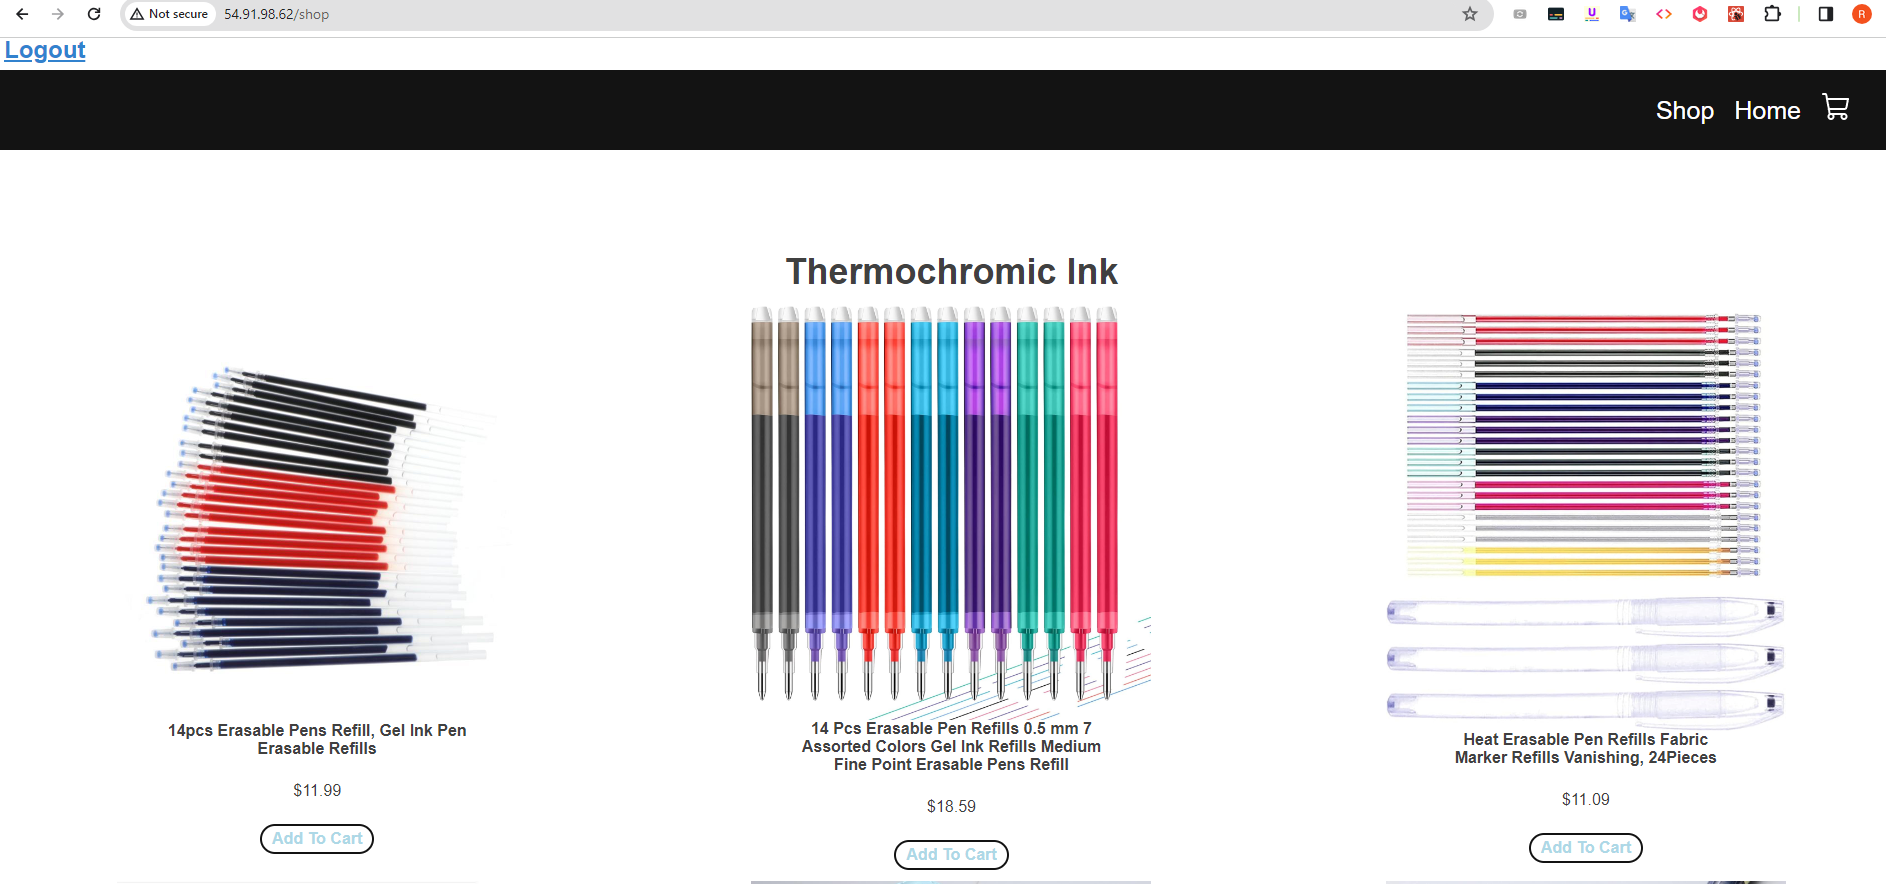 Not secure
54.91.98.62/shop
R
Logout
Shop Home
Thermochromic Ink
14pcs Erasable Pens Refill, Gel Ink Pen
Erasable Refills
$11.99
Add To Cart
14 Pcs Erasable Pen Refills 0.5 mm 7
Assorted Colors Gel Ink Refills Medium
Fine Point Erasable Pens Refill
$18.59
Add To Cart
Heat Erasable Pen Refills Fabric
Marker Refills Vanishing, 24Pieces
$11.09
Add To Cart